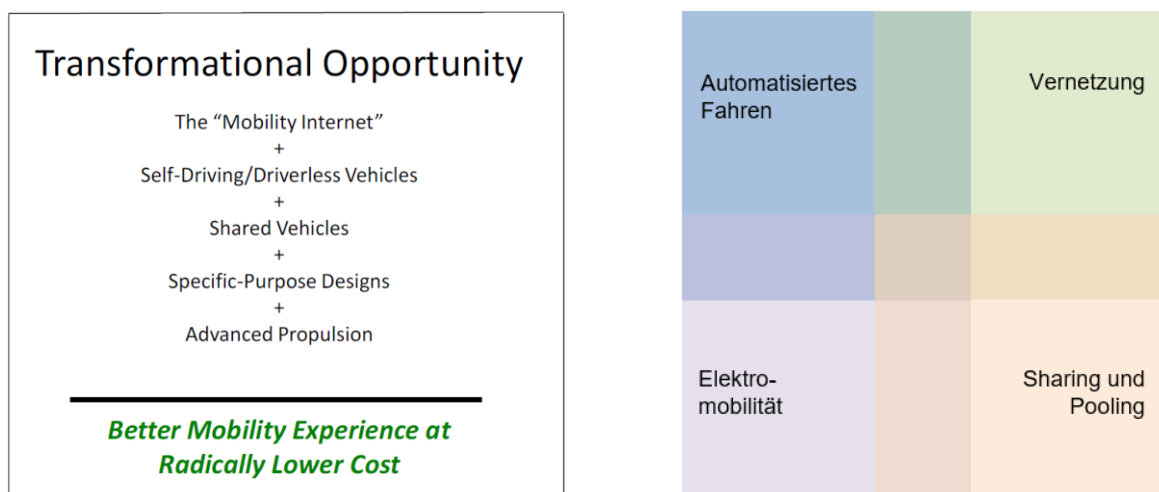 Transformational Opportunity
The “Mobility Internet”
+
Self-Driving/Driverless Vehicles
+
Shared Vehicles
+
Specific-Purpose Designs
+
Advanced Propulsion
Better Mobility Experience at
Radically Lower Cost
Automatisiertes
Fahren
Vernetzung
Elektro-
mobilität
Sharing und
Pooling